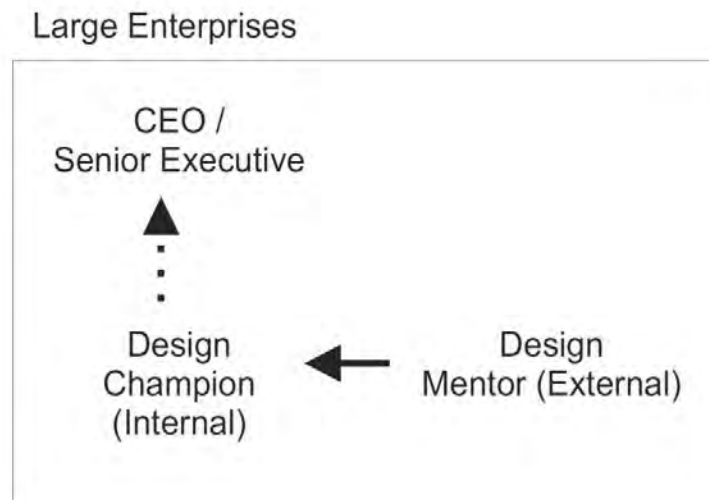 Large Enterprises
CEO /
Senior Executive
Design
Champion
(Internal)
Design
Mentor (External)